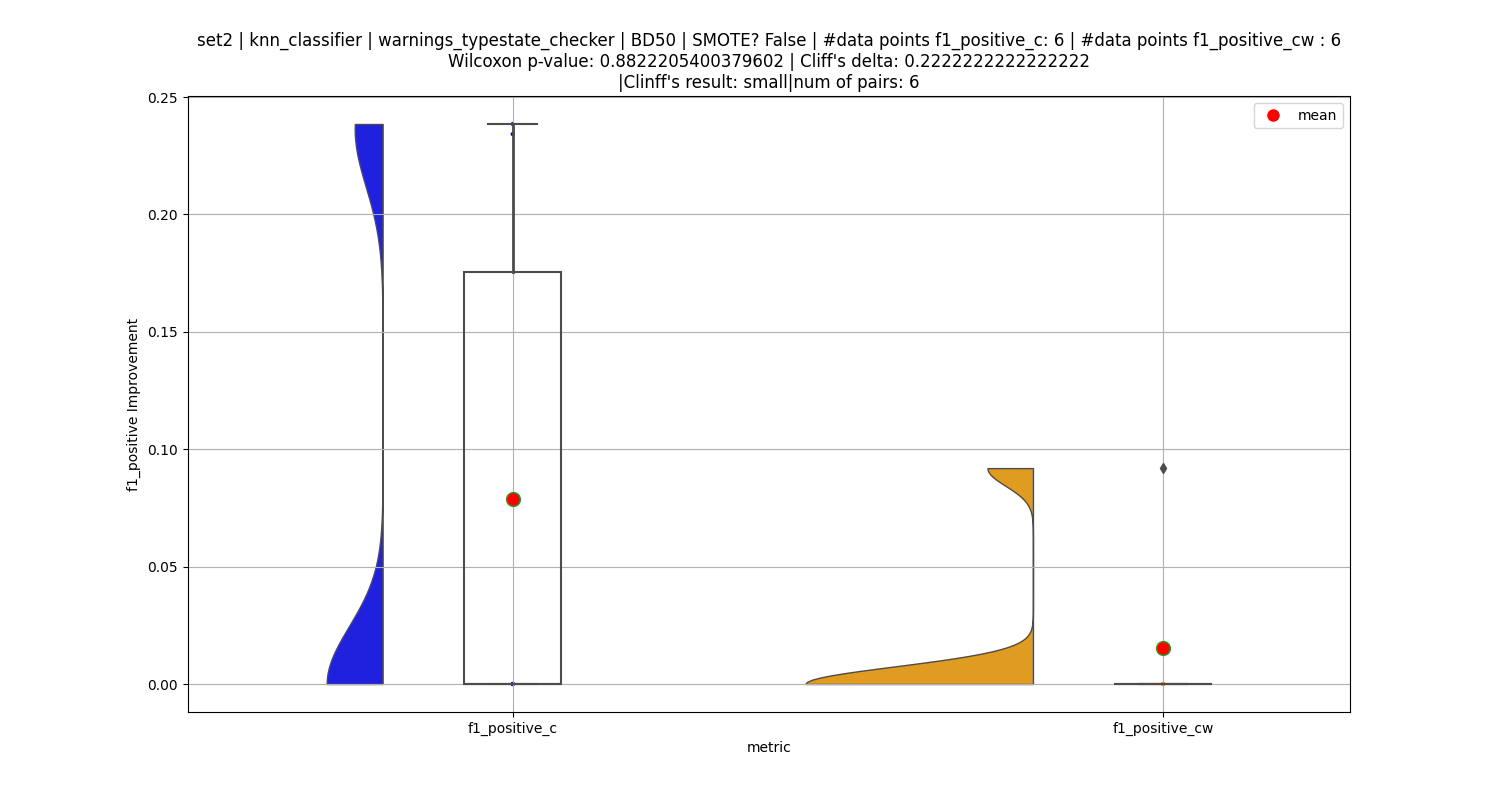 set2 | knn_classifier | warnings_typestate_checker | BD50 | SMOTE? False | #data points f1_positive_c: 6 | #data points f1_positive_cw : 6
Wilcoxon p-value: 0.8822205400379602 | Cliff's delta: 0.2222222222222222
|Clinff's result: small|num of pairs: 6
mean
f1_positive Improvement
0.25
0.20
0.15
0.10
0.05
0.00
f1_positive_c
f1_positive_cw
metric